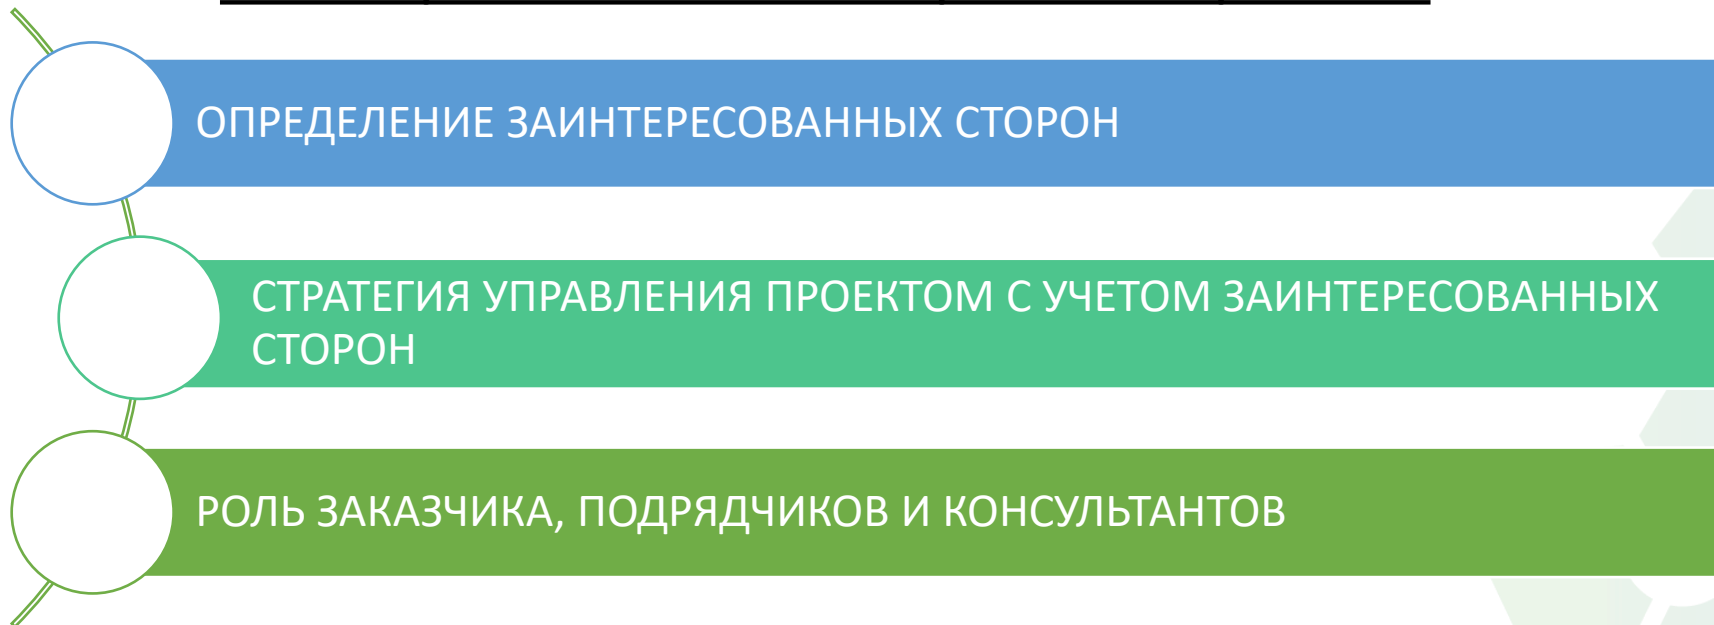 ОПРЕДЕЛЕНИЕ ЗАИНТЕРЕСОВАННЫХ СТОРОН
СТРАТЕГИЯ УПРАВЛЕНИЯ ПРОЕКТОМ С УЧЕТОМ ЗАИНТЕРЕСОВАННЫХ
СТОРОН
РОЛЬ ЗАКАЗЧИКА, ПОДРЯДЧИКОВ И КОНСУЛЬТАНТОВ